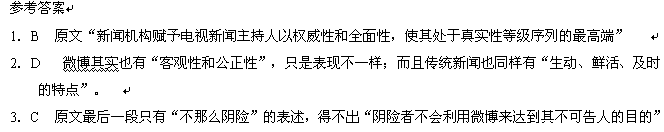 参考答案
1. B 原文“新闻机构赋予电视新闻主持人以权威性和全面性，使其处于真实性等级序列的最高端”
2. D 微博其实也有“客观性和公正性”，只是表现不一样；而且传统新闻也同样有“生动、鲜活、及时
的特点”。
3. C 原文最后一段只有“不那么阴险”的表述，得不出“阴险者不会利用微博来达到其不可告人的目的”